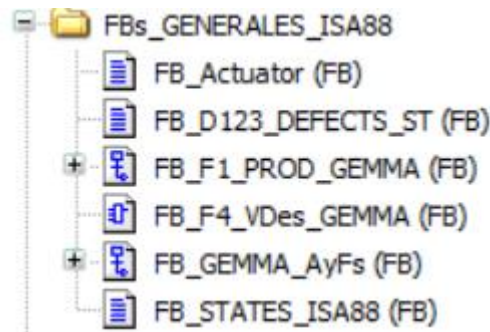 FBs_GENERALES_ISA88
FB_Actuator (FB)
FB_D123_DEFECTS_ST (FB)
FB_F1_PROD_GEMMA (FB)
FB_F4_VDes_GEMMA (FB)
FB_GEMMA_AyFs (FB)
FB_STATES_ISA88 (FB)